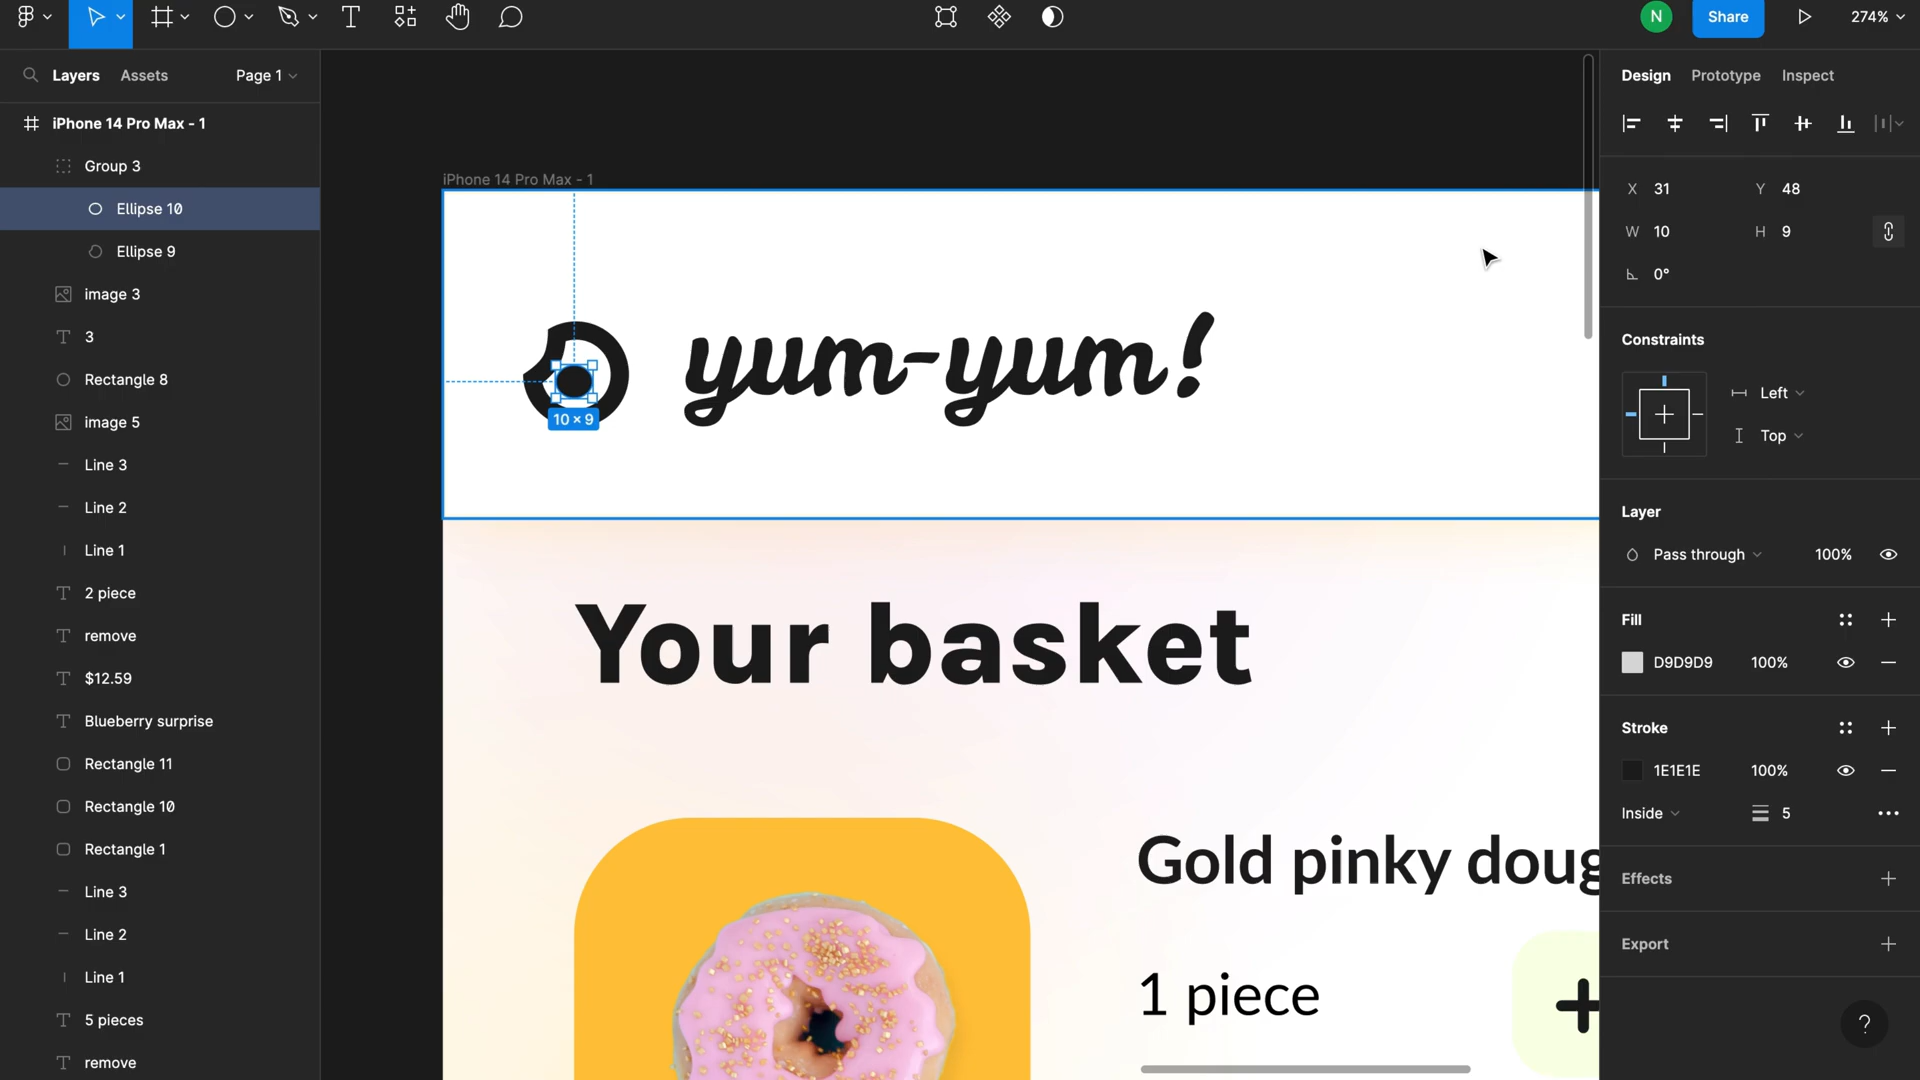 N
Share
274%
Layers
Assets
Page 1
iPhone 14 Pro Max - 1
Group 3
Ellipse 10
Ellipse 9
image 3
3
Rectangle 8
image 5
Line 3
Line 2
Line 1
2 piece
remove
$12.59
Blueberry surprise
Rectangle 11
Rectangle 10
Rectangle 1
Line 3
Line 2
Line 1
5 pieces
remove
iPhone 14 Pro Max - 1
yum-yum!
10 × 9
Your basket
Gold pinky doug
1 piece
+
Design
Prototype
Inspect
X 31
Y 48
W 10
H 9
0°
Constraints
Left
Top
Layer
Pass through
100%
Fill
D9D9D9
100%
Stroke
1E1E1E
100%
Inside
5
Effects
Export
?